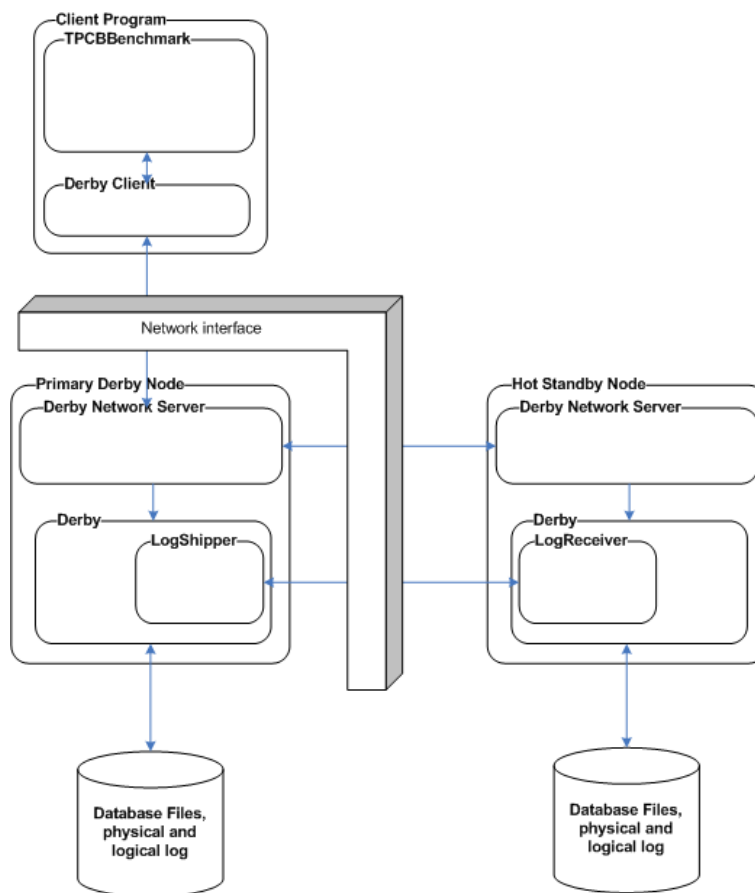 Client Program
TPCBBenchmark
Derby Client
Network interface
Primary Derby Node
Derby Network Server
Derby
LogShipper
Hot Standby Node
Derby Network Server
Derby
LogReceiver
Database Files,
physical and
logical log
Database Files,
physical and
logical log